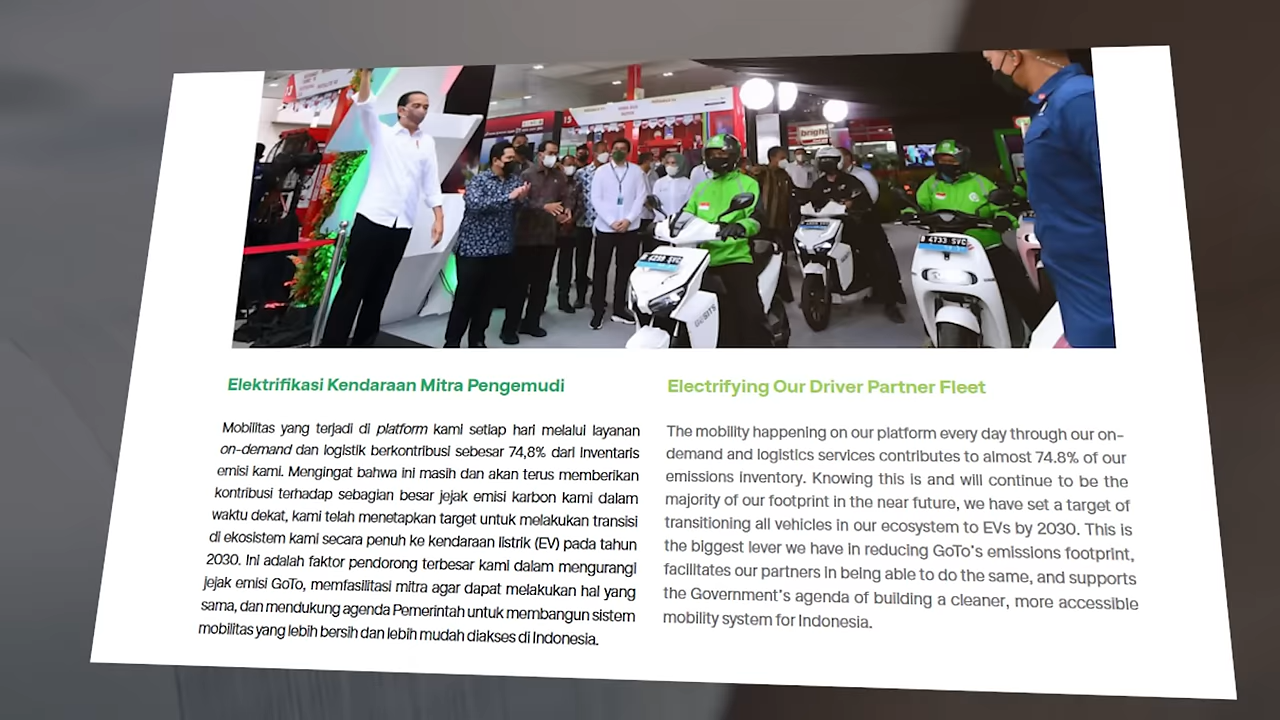 bright
B 4299 SVC
B 4733 SVC
GESITS
Elektrifikasi Kendaraan Mitra Pengemudi
Mobilitas yang terjadi di platform kami setiap hari melalui layanan
on-demand dan logistik berkontribusi sebesar 74,8% dari inventaris
emisi kami. Mengingat bahwa ini masih dan akan terus memberikan
kontribusi terhadap sebagian besar jejak emisi karbon kami dalam
waktu dekat, kami telah menetapkan target untuk melakukan transisi
di ekosistem kami secara penuh ke kendaraan listrik (EV) pada tahun
2030. Ini adalah faktor pendorong terbesar kami dalam mengurangi
jejak emisi GoTo, memfasilitasi mitra agar dapat melakukan hal yang
sama, dan mendukung agenda Pemerintah untuk membangun sistem
mobilitas yang lebih bersih dan lebih mudah diakses di Indonesia.
Electrifying Our Driver Partner Fleet
The mobility happening on our platform every day through our on-
demand and logistics services contributes to almost 74.8% of our
emissions inventory. Knowing this is and will continue to be the
majority of our footprint in the near future, we have set a target of
transitioning all vehicles in our ecosystem to EVs by 2030. This is
the biggest lever we have in reducing GoTo's emissions footprint,
facilitates our partners in being able to do the same, and supports
the Government's agenda of building a cleaner, more accessible
mobility system for Indonesia.